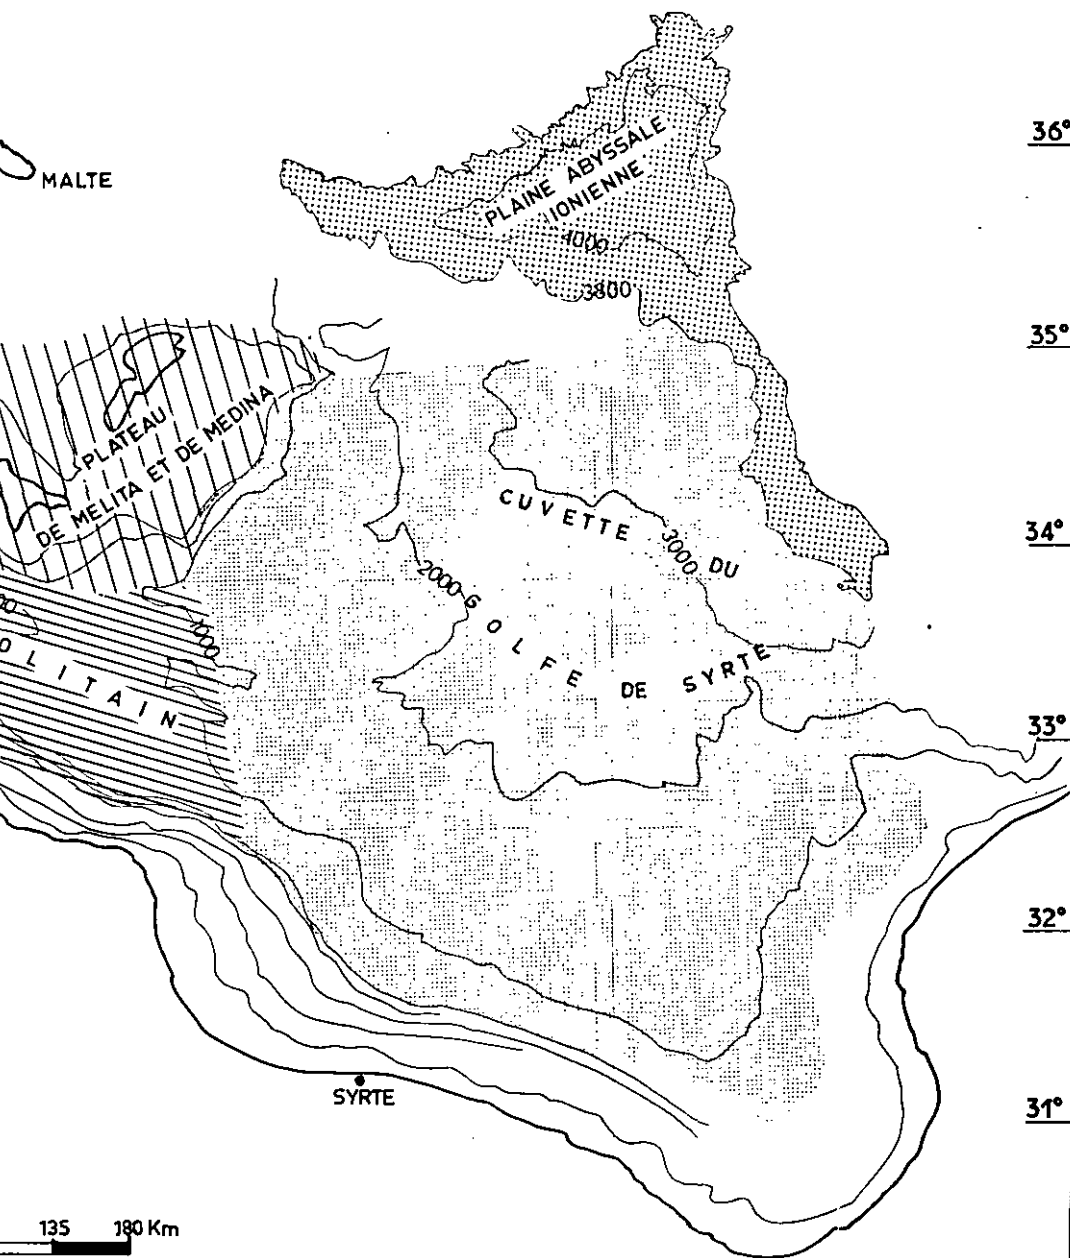 36°
MALTE
PLAINE ABYSSALE
IONIENNE
4000
3800
35°
PLATEAU
DE MELITA ET DE MEDINA
CUVETTE DU
34°
3000
2000
GOLFE DE SYRTE
1000
OLITAIN
33°
32°
31°
SYRTE
135 180 Km